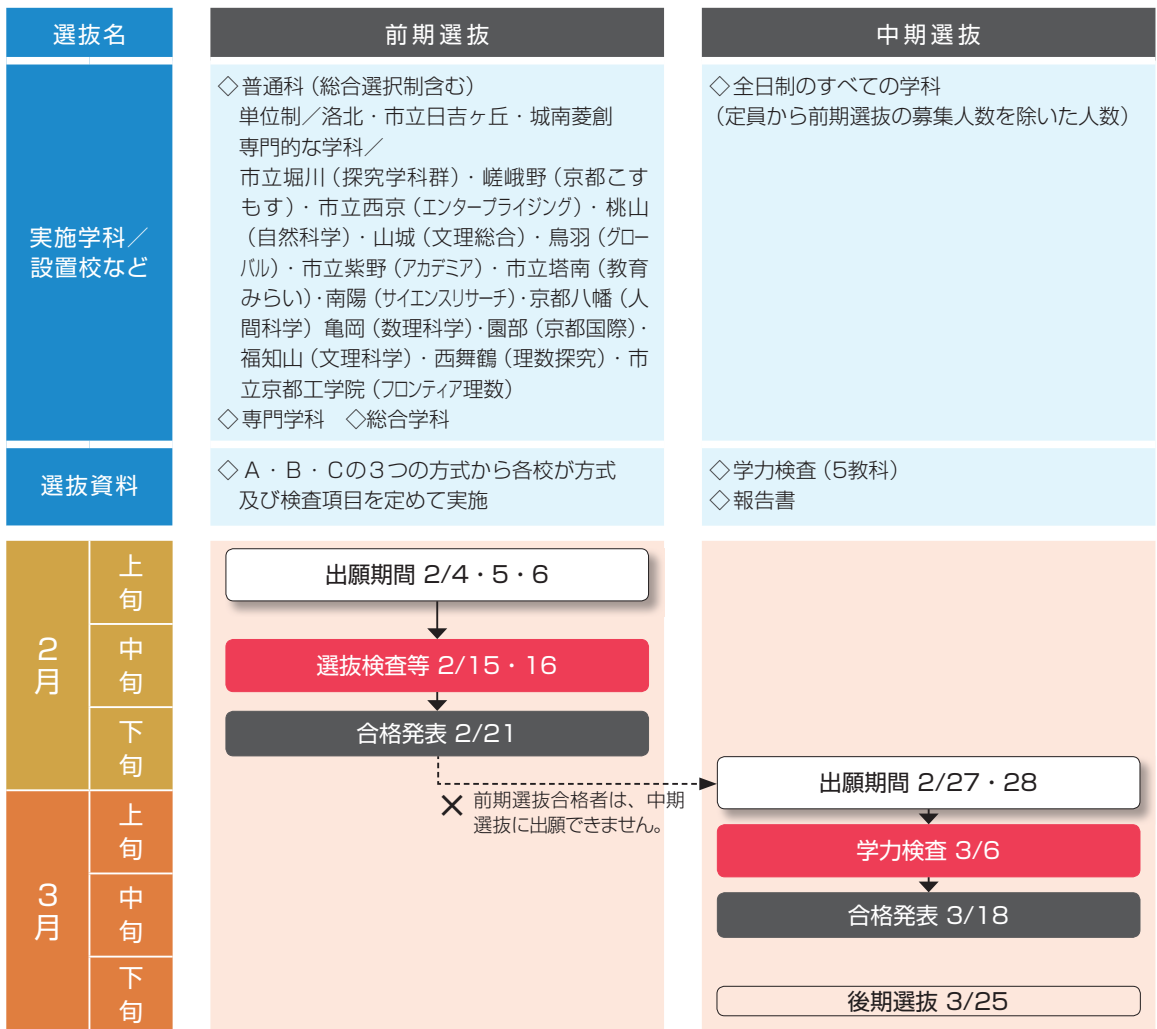 選抜名
前期選抜
中期選抜
実施学科／
設置校など
◇普通科（総合選択制含む）
単位制／洛北・市立日吉ヶ丘・城南菱創
専門的な学科／
市立堀川（探究学科群）・嵯峨野（京都こす
もす）・市立西京（エンタープライジング）・桃山
（自然科学）・山城（文理総合）・鳥羽（グロー
バル）・市立紫野（アカデミア）・市立塔南（教育
みらい）・南陽（サイエンスリサーチ）・京都八幡（人
間科学）亀岡（数理科学）・園部（京都国際）・
福知山（文理科学）・西舞鶴（理数探究）・市
立京都工学院（フロンティア理数）
◇専門学科　◇総合学科
◇全日制のすべての学科
（定員から前期選抜の募集人数を除いた人数）
選抜資料
◇A・B・Cの3つの方式から各校が方式
及び検査項目を定めて実施
◇学力検査（5教科）
◇報告書
2月
上旬
中旬
下旬
3月
上旬
中旬
下旬
出願期間 2/4・5・6
選抜検査等 2/15・16
合格発表 2/21
× 前期選抜合格者は、中期
選抜に出願できません。
出願期間 2/27・28
学力検査 3/6
合格発表 3/18
後期選抜 3/25